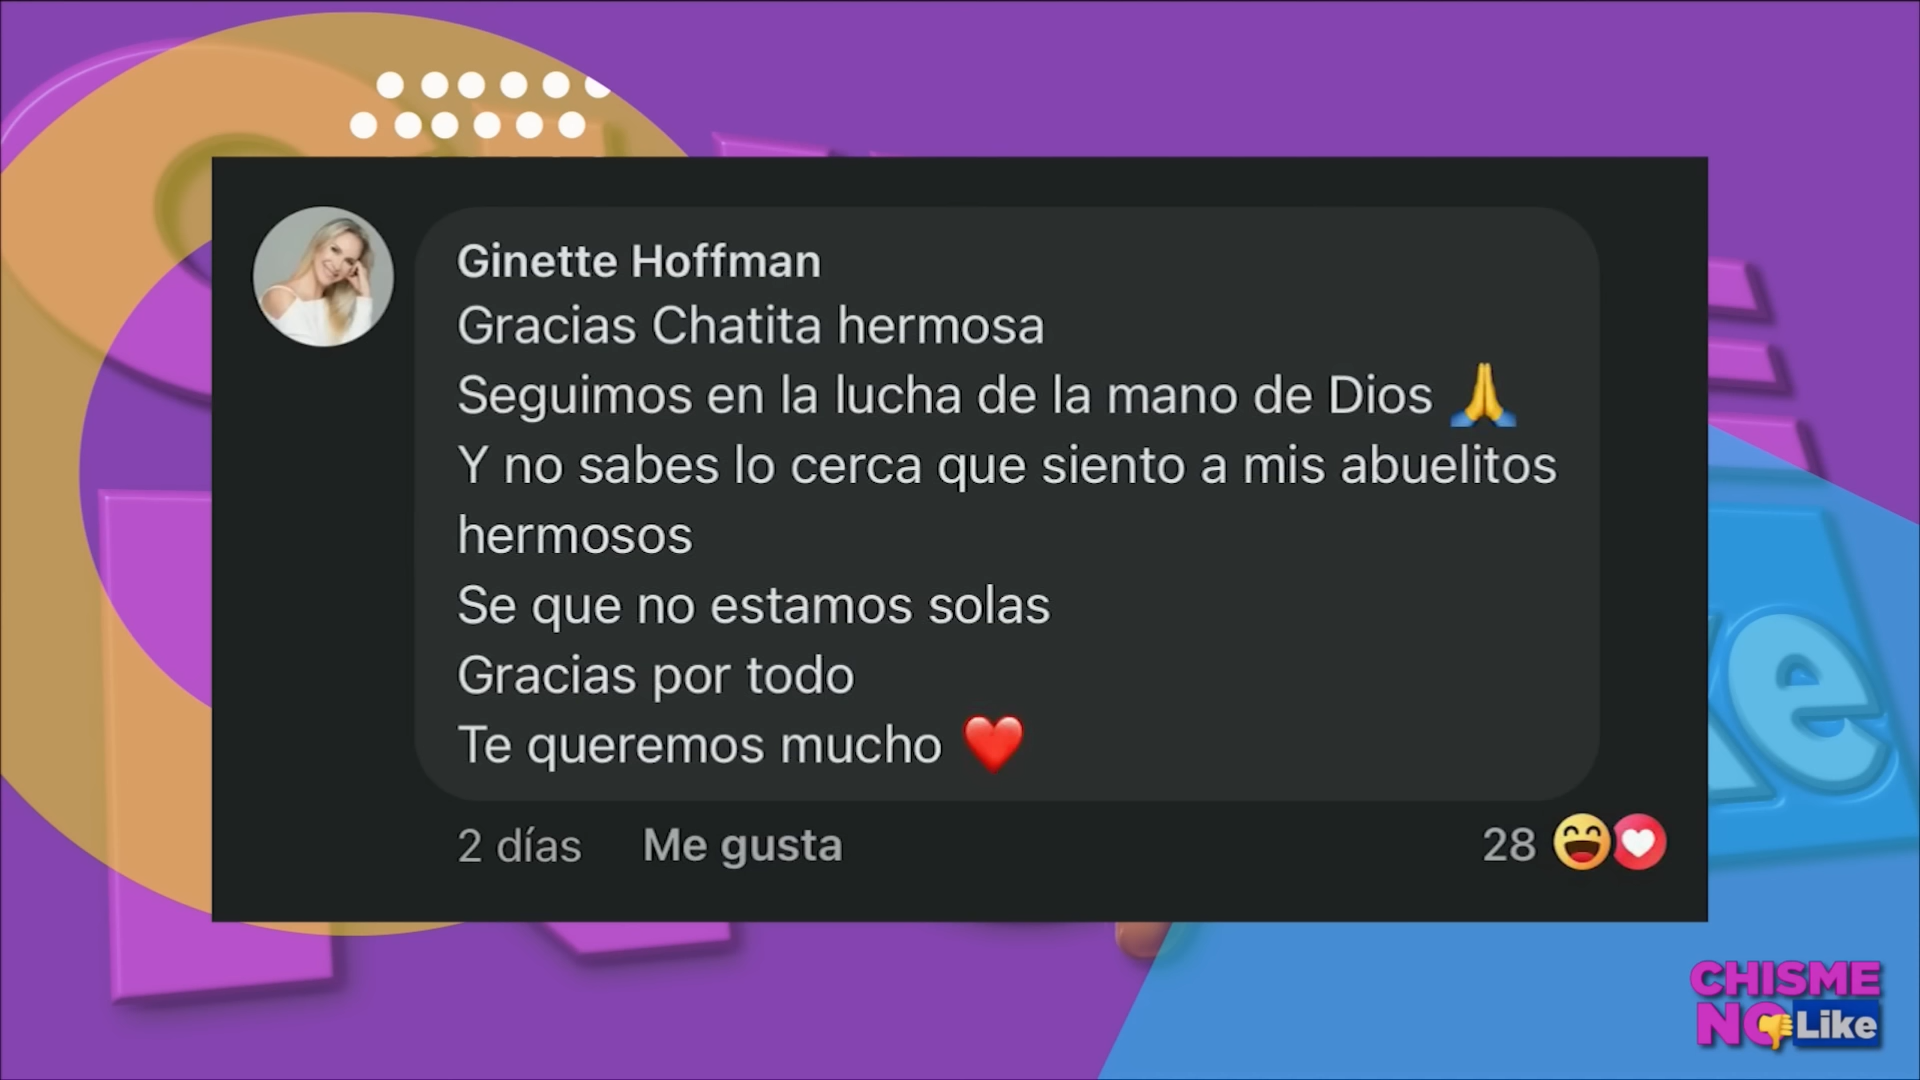 Ginette Hoffman
Gracias Chatita hermosa
Seguimos en la lucha de la mano de Dios 🙏
Y no sabes lo cerca que siento a mis abuelitos
hermosos
Se que no estamos solas
Gracias por todo
Te queremos mucho ❤️
2 días Me gusta 28
CHISME
NO Like